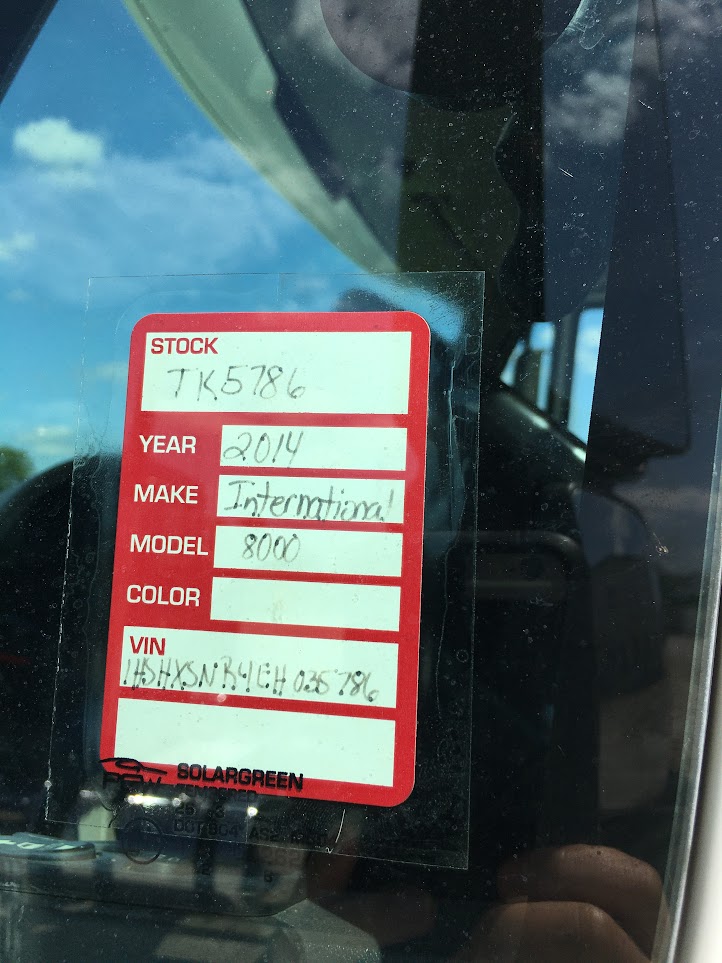 STOCK
TK5786
YEAR 2014
MAKE International
MODEL 8000
COLOR
VIN
1HSHXSNR4EH035786
SOLARGREEN